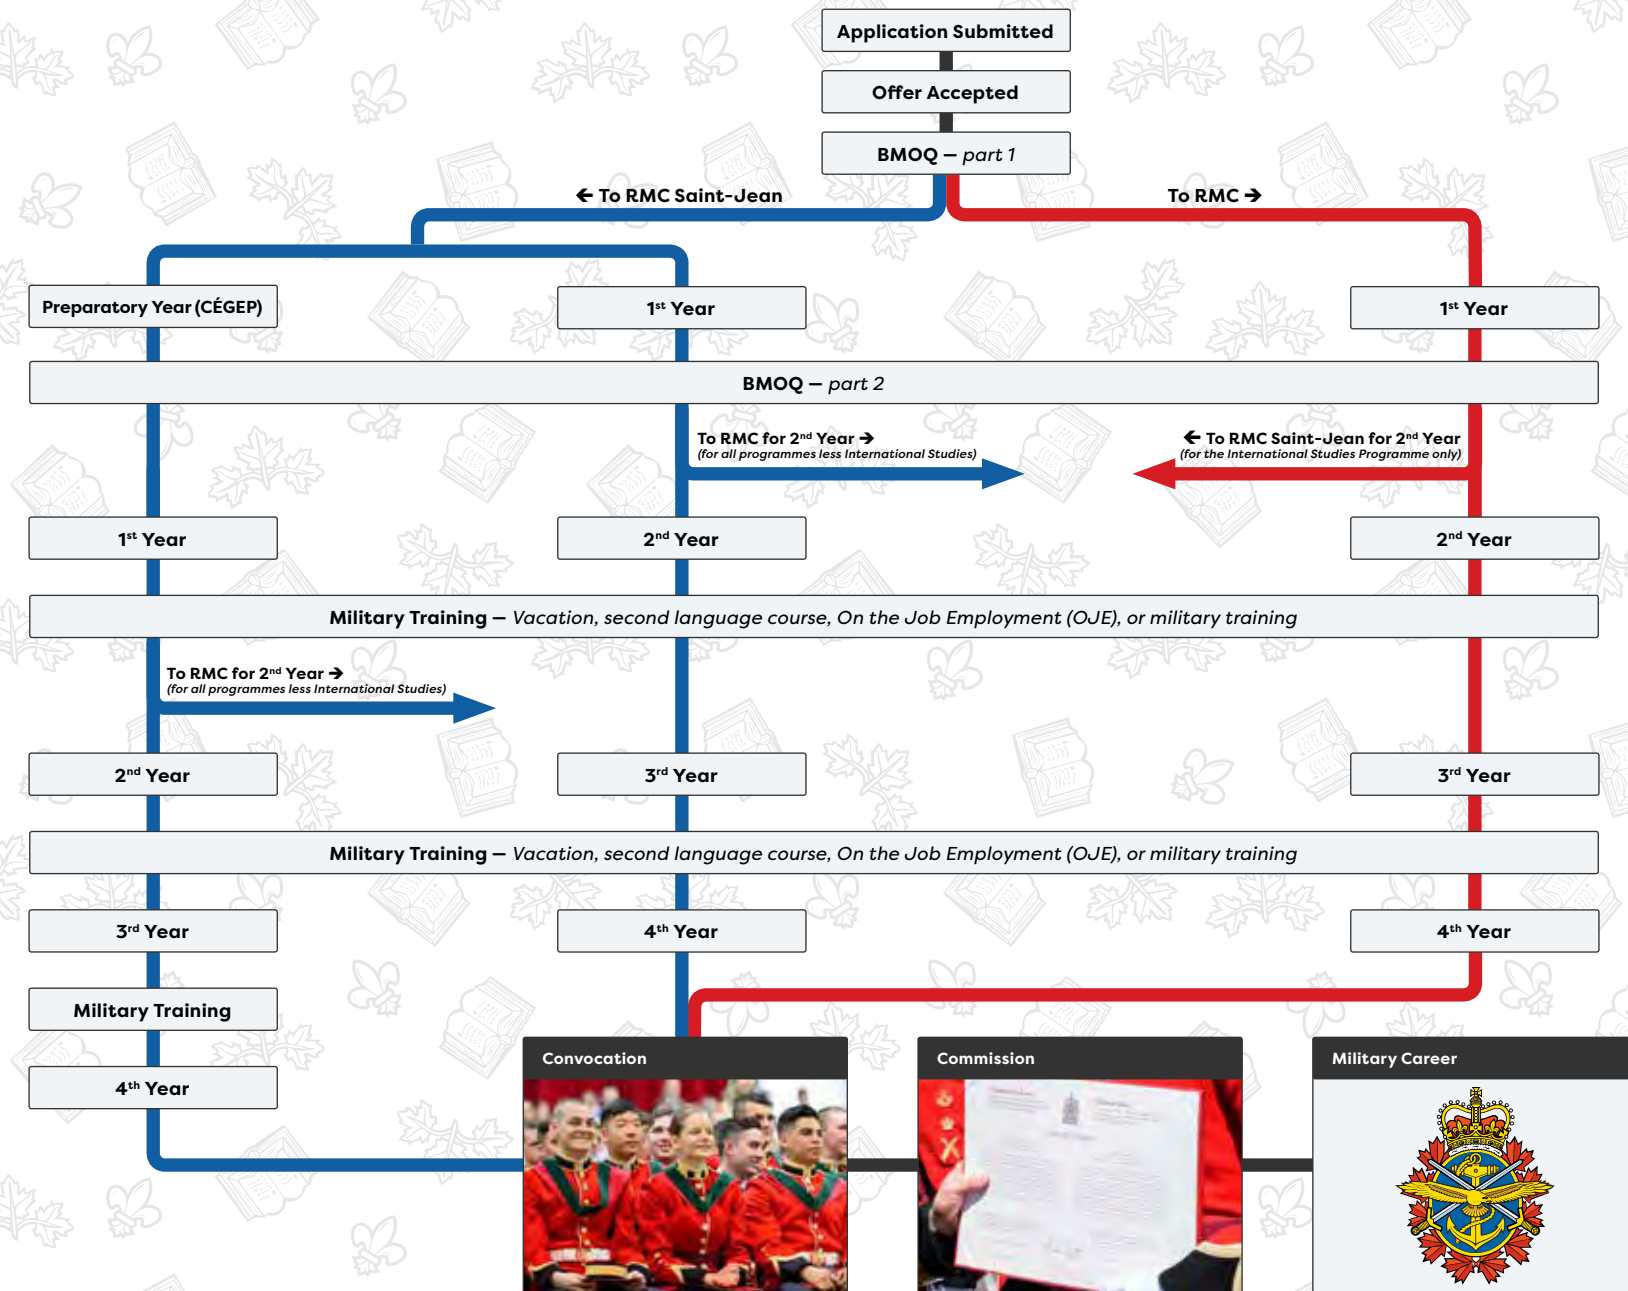 Application Submitted
Offer Accepted
BMOQ – part 1
← To RMC Saint-Jean
To RMC →
Preparatory Year (CÉGEP)
1st Year
1st Year
BMOQ – part 2
To RMC for 2nd Year →
(for all programmes less International Studies)
← To RMC Saint-Jean for 2nd Year
(for the International Studies Programme only)
1st Year
2nd Year
2nd Year
Military Training – Vacation, second language course, On the Job Employment (OJE), or military training
To RMC for 2nd Year →
(for all programmes less International Studies)
2nd Year
3rd Year
3rd Year
Military Training – Vacation, second language course, On the Job Employment (OJE), or military training
3rd Year
4th Year
4th Year
Military Training
4th Year
Convocation
Commission
Military Career